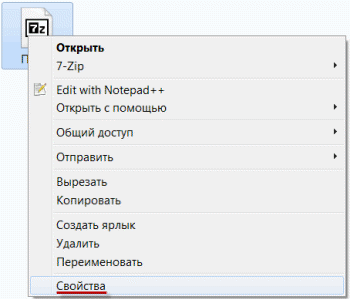 7z
Открыть
7-Zip
Edit with Notepad++
Открыть с помощью
Общий доступ
Отправить
Вырезать
Копировать
Создать ярлык
Удалить
Переименовать
Свойства